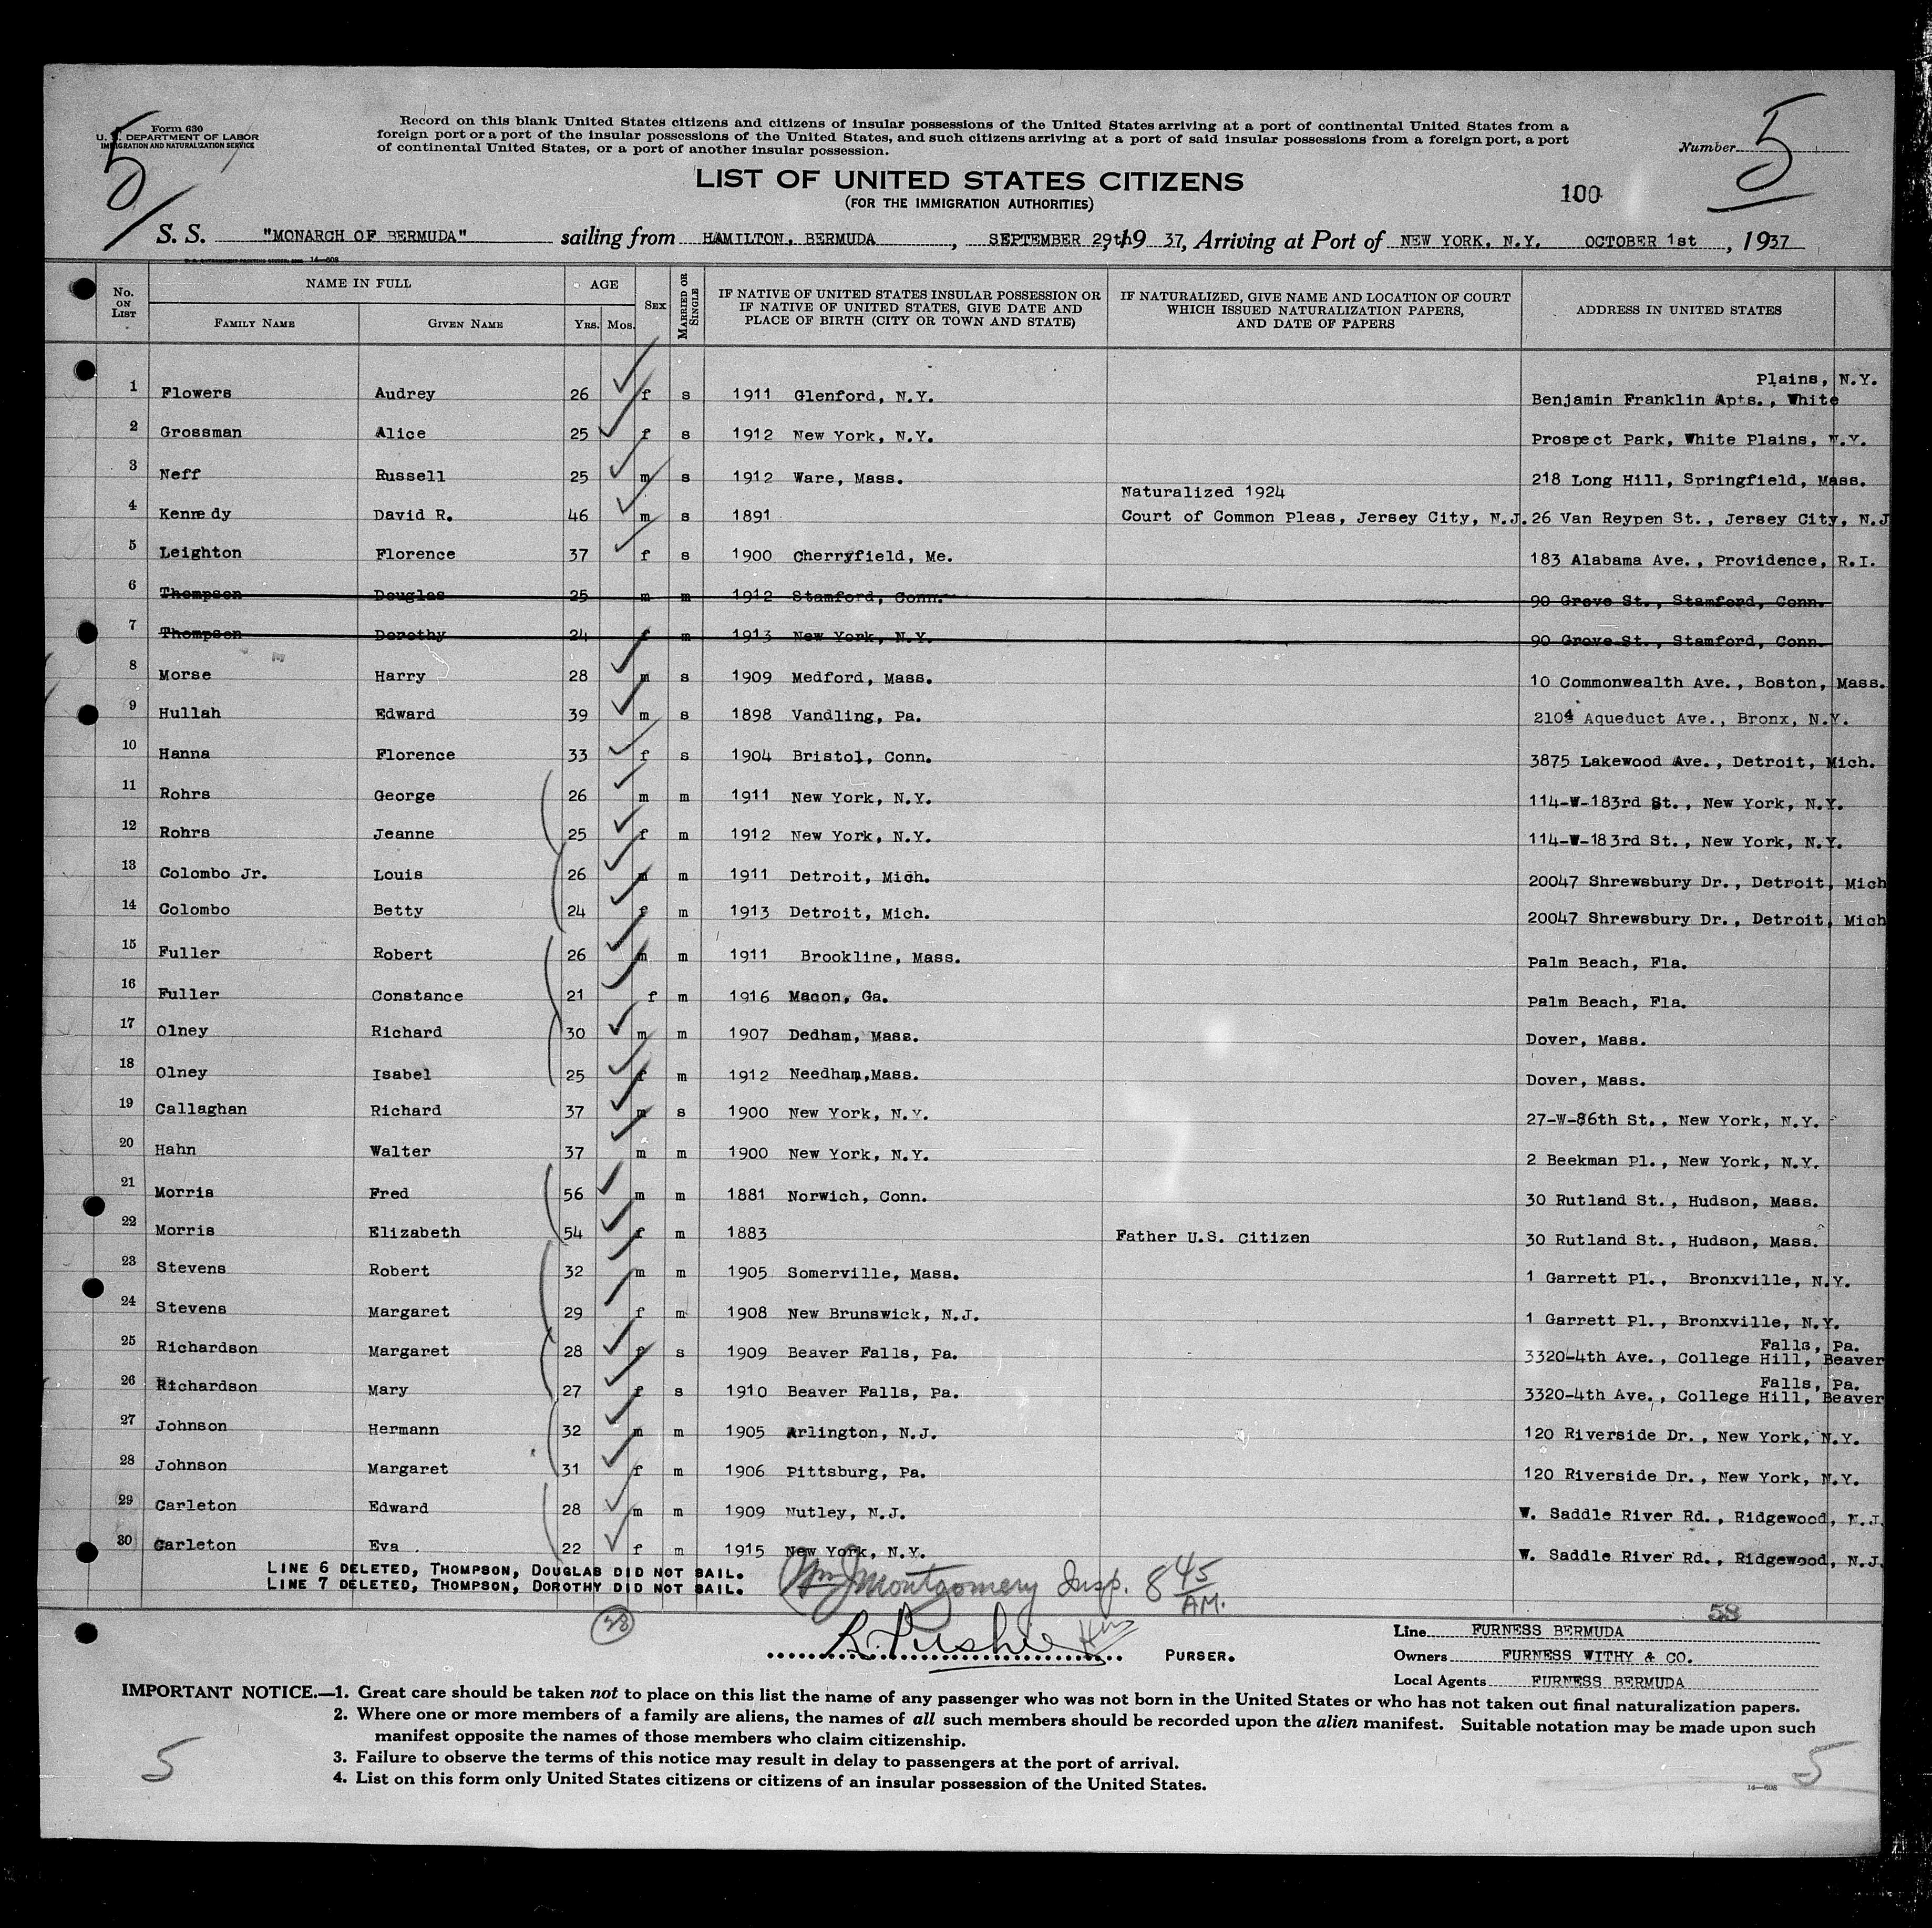 Form 630
U. S. DEPARTMENT OF LABOR
IMMIGRATION AND NATURALIZATION SERVICE
5
Record on this blank United States citizens and citizens of insular possessions of the United States arriving at a port of continental United States from a
foreign port or a port of the insular possessions of the United States, and such citizens arriving at a port of said insular possessions from a foreign port, a port
of continental United States, or a port of another insular possession.
Number 5
LIST OF UNITED STATES CITIZENS
(FOR THE IMMIGRATION AUTHORITIES)
100
S. S. "MONARCH OF BERMUDA" sailing from HAMILTON, BERMUDA, SEPTEMBER 29th, 19 37, Arriving at Port of NEW YORK, N.Y. OCTOBER 1st, 1937
14—608
No. ON LIST NAME IN FULL AGE SEX MARRIED OR SINGLE IF NATIVE OF UNITED STATES INSULAR POSSESSION OR IF NATIVE OF UNITED STATES, GIVE DATE AND PLACE OF BIRTH (CITY OR TOWN AND STATE) IF NATURALIZED, GIVE NAME AND LOCATION OF COURT WHICH ISSUED NATURALIZATION PAPERS, AND DATE OF PAPERS ADDRESS IN UNITED STATES
FAMILY NAME GIVEN NAME YRS. MOS.
Plains, N.Y.
1 Flowers Audrey 26 f s 1911 Glenford, N.Y. Benjamin Franklin Apts., White
2 Grossman Alice 25 f s 1912 New York, N.Y. Prospect Park, White Plains, N.Y.
3 Neff Russell 25 m s 1912 Ware, Mass. 218 Long Hill, Springfield, Mass.
Naturalized 1924
4 Kennedy David R. 46 m s 1891 Court of Common Pleas, Jersey City, N.J. 26 Van Reypen St., Jersey City, N.J
5 Leighton Florence 37 f s 1900 Cherryfield, Me. 183 Alabama Ave., Providence, R.I.
6 Thompson Douglas 25 m m 1912 Stamford, Conn. 90 Grove St., Stamford, Conn.
7 Thompson Dorothy 24 f m 1913 New York, N.Y. 90 Grove St., Stamford, Conn.
8 Morse Harry 28 m s 1909 Medford, Mass. 10 Commonwealth Ave., Boston, Mass.
9 Hullah Edward 39 m s 1898 Vandling, Pa. 2104 Aqueduct Ave., Bronx, N.Y.
10 Hanna Florence 33 f s 1904 Bristol, Conn. 3875 Lakewood Ave., Detroit, Mich.
11 Rohrs George 26 m m 1911 New York, N.Y. 114-W-183rd St., New York, N.Y.
12 Rohrs Jeanne 25 f m 1912 New York, N.Y. 114-W-183rd St., New York, N.Y.
13 Colombo Jr. Louis 26 m m 1911 Detroit, Mich. 20047 Shrewsbury Dr., Detroit, Mich
14 Colombo Betty 24 f m 1913 Detroit, Mich. 20047 Shrewsbury Dr., Detroit, Mich
15 Fuller Robert 26 m m 1911 Brookline, Mass. Palm Beach, Fla.
16 Fuller Constance 21 f m 1916 Macon, Ga. Palm Beach, Fla.
17 Olney Richard 30 m m 1907 Dedham, Mass. Dover, Mass.
18 Olney Isabel 25 f m 1912 Needham,Mass. Dover, Mass.
19 Callaghan Richard 37 m s 1900 New York, N.Y. 27-W-86th St., New York, N.Y.
20 Hahn Walter 37 m m 1900 New York, N.Y. 2 Beekman Pl., New York, N.Y.
21 Morris Fred 56 m m 1881 Norwich, Conn. 30 Rutland St., Hudson, Mass.
22 Morris Elizabeth 54 f m 1883 Father U.S. Citizen 30 Rutland St., Hudson, Mass.
23 Stevens Robert 32 m m 1905 Somerville, Mass. 1 Garrett Pl., Bronxville, N.Y.
24 Stevens Margaret 29 f m 1908 New Brunswick, N.J. 1 Garrett Pl., Bronxville, N.Y.
Falls, Pa.
25 Richardson Margaret 28 f s 1909 Beaver Falls, Pa. 3320-4th Ave., College Hill, Beaver
Falls, Pa.
26 Richardson Mary 27 f s 1910 Beaver Falls, Pa. 3320-4th Ave., College Hill, Beaver
27 Johnson Hermann 32 m m 1905 Arlington, N.J. 120 Riverside Dr., New York, N.Y.
28 Johnson Margaret 31 f m 1906 Pittsburg, Pa. 120 Riverside Dr., New York, N.Y.
29 Carleton Edward 28 m m 1909 Nutley, N.J. W. Saddle River Rd., Ridgewood, N.J.
30 Carleton Eva 22 f m 1915 New York, N.Y. W. Saddle River Rd., Ridgewood, N.J.
LINE 6 DELETED, THOMPSON, DOUGLAS DID NOT SAIL.
LINE 7 DELETED, THOMPSON, DOROTHY DID NOT SAIL.
Wm J Montgomery Insp. 8 45 AM.
28
58
R. Pushie PURSER.
Line FURNESS BERMUDA
Owners FURNESS WITHY & CO.
Local Agents FURNESS BERMUDA
IMPORTANT NOTICE.—1. Great care should be taken not to place on this list the name of any passenger who was not born in the United States or who has not taken out final naturalization papers.
2. Where one or more members of a family are aliens, the names of all such members should be recorded upon the alien manifest. Suitable notation may be made upon such
manifest opposite the names of those members who claim citizenship.
3. Failure to observe the terms of this notice may result in delay to passengers at the port of arrival.
4. List on this form only United States citizens or citizens of an insular possession of the United States.
5
5
14—608